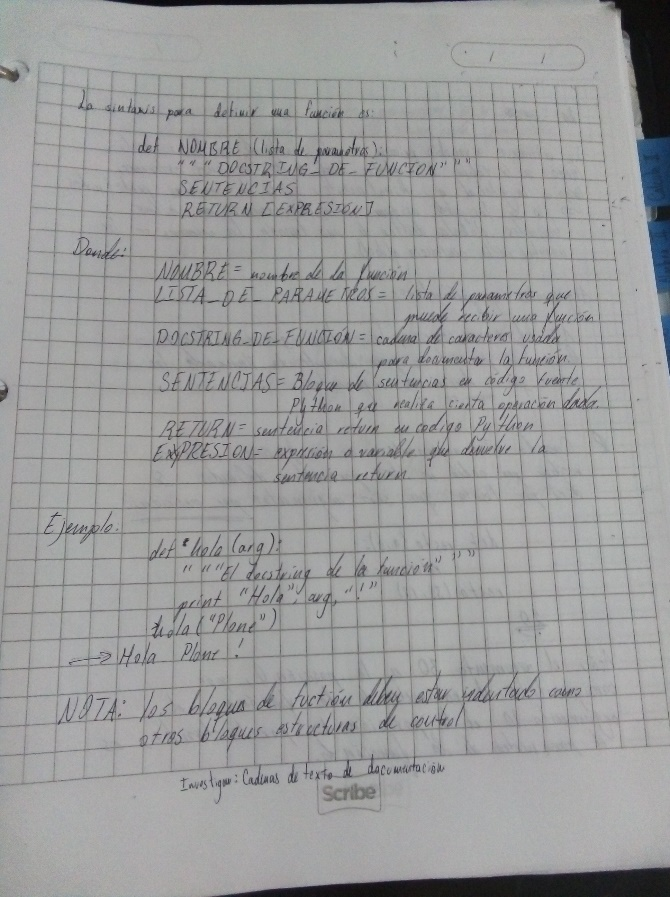 La sintaxis para definir una función es:
def NOMBRE (lista de parametros):
" " " DOCSTRING_DE_FUNCION " " "
SENTENCIAS
RETURN [EXPRESIÓN]
Donde:
NOMBRE = nombre de la función
LISTA_DE_PARAMETROS = lista de parametros que
puede recibir una función
DOCSTRING_DE_FUNCIÓN = cadena de caracteres usada
para documentar la función.
SENTENCIAS = Bloque de sentencias en código fuente
Python que realiza cierta operación dada.
RETURN = sentencia return en codigo Python
EXPRESION = expresión o variable que devuelve la
sentencia return.
Ejemplo:
def hola (arg):
" " " El docstring de la función " " "
print "Hola", arg, "!"
hola ("Plone")
→ Hola Plone !
NOTA: los bloques de fución deben estar indentado como
otros bloques estructuras de control
Investigar: Cadenas de texto de documentación
Scribe